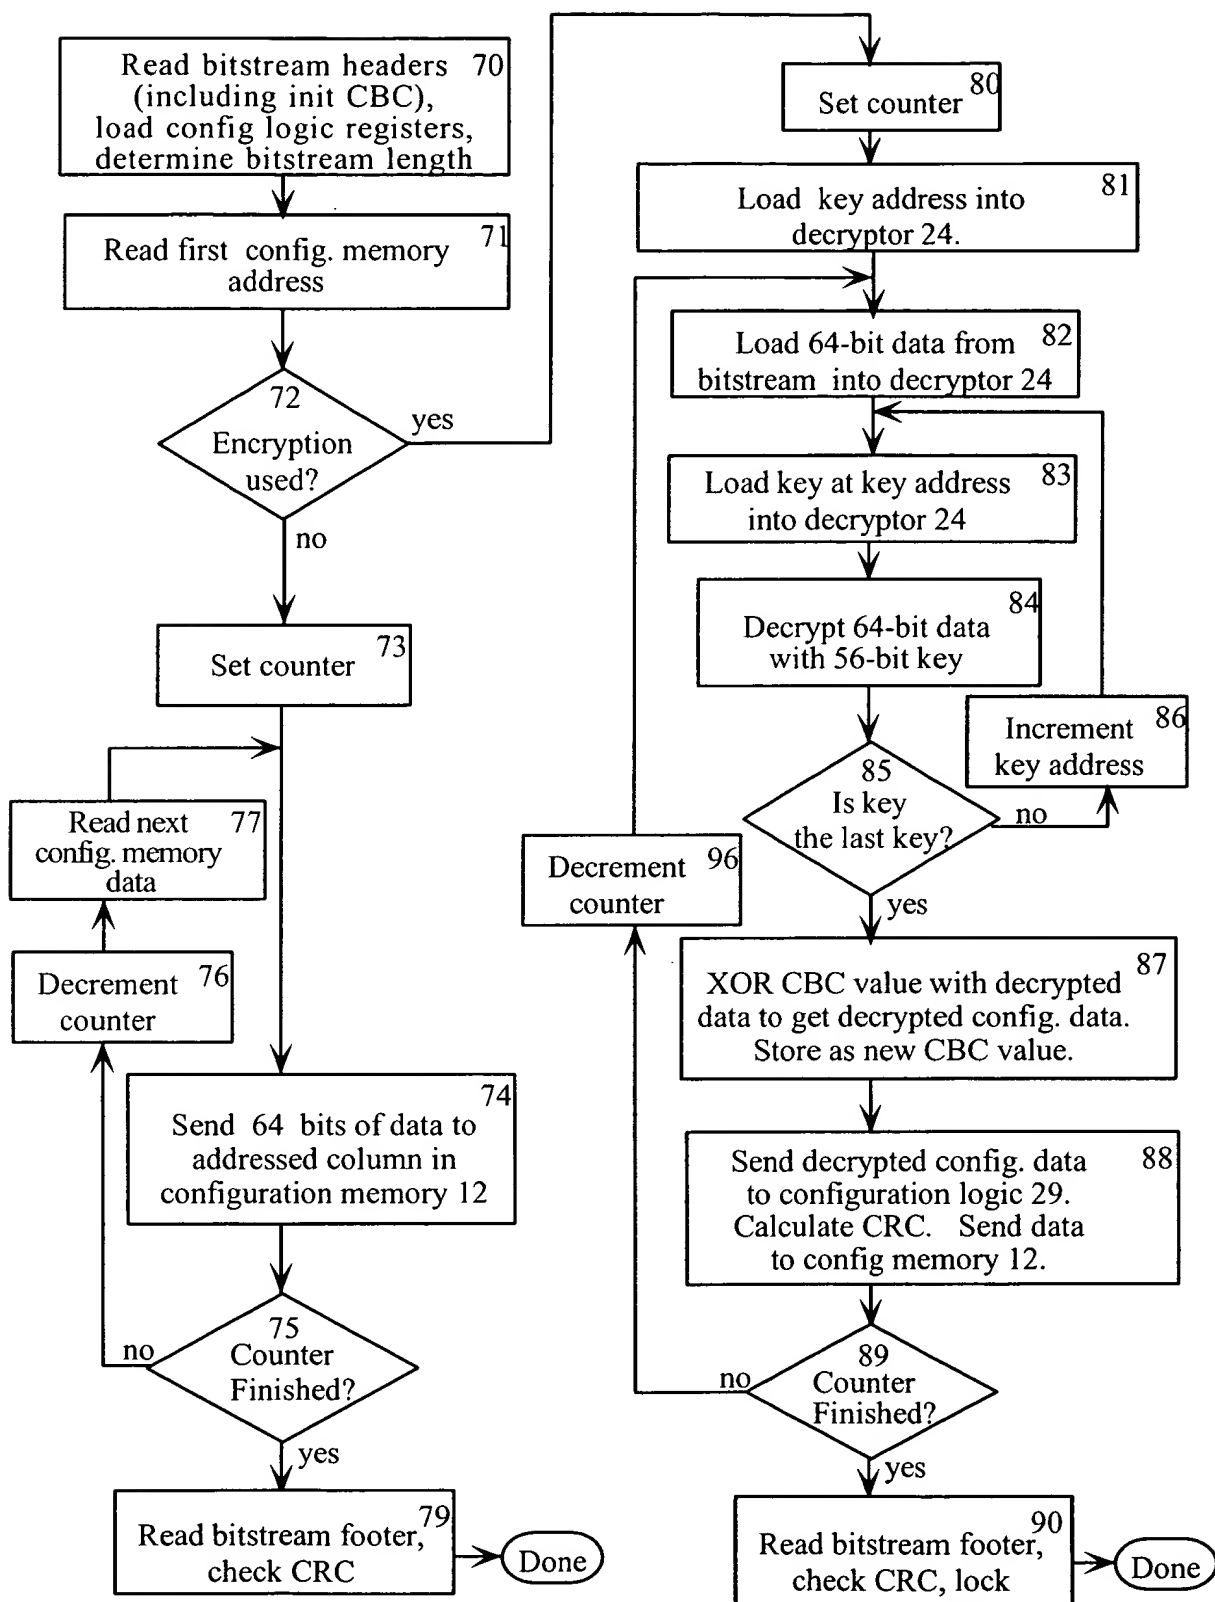 Read bitstream headers 70
(including init CBC),
load config logic registers,
determine bitstream length
Read first config. memory 71
address
72
Encryption
used?
yes
no
Set counter 73
Read next 77
config. memory
data
Decrement 76
counter
74
Send 64 bits of data to
addressed column in
configuration memory 12
75
Counter
Finished?
no
yes
Read bitstream footer, 79
check CRC
Done
80
Set counter
81
Load key address into
decryptor 24.
82
Load 64-bit data from
bitstream into decryptor 24
Load key at key address 83
into decryptor 24
84
Decrypt 64-bit data
with 56-bit key
85
Is key
the last key?
no
yes
Increment 86
key address
Decrement 96
counter
87
XOR CBC value with decrypted
data to get decrypted config. data.
Store as new CBC value.
Send decrypted config. data 88
to configuration logic 29.
Calculate CRC. Send data
to config memory 12.
89
Counter
Finished?
no
yes
Read bitstream footer, 90
check CRC, lock
Done